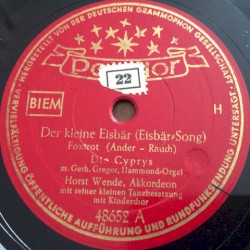 HERGESTELLT VON DER DEUTSCHEN GRAMMOPHON GESELLSCHAFT
Polydor
22
BIEM
H
Der kleine Eisbär (Eisbär-Song)
Foxtrot (Ander - Rauch)
Die Cyprys
m. Gerh. Gregor, Hammond-Orgel
Horst Wende, Akkordeon
mit seiner kleinen Tanzbesetzung
mit Kinderchor
48652 A
VERVIELFÄLTIGUNG ÖFFENTLICHE AUFFÜHRUNG UND RUNDFUNKSENDUNG UNTERSAGT